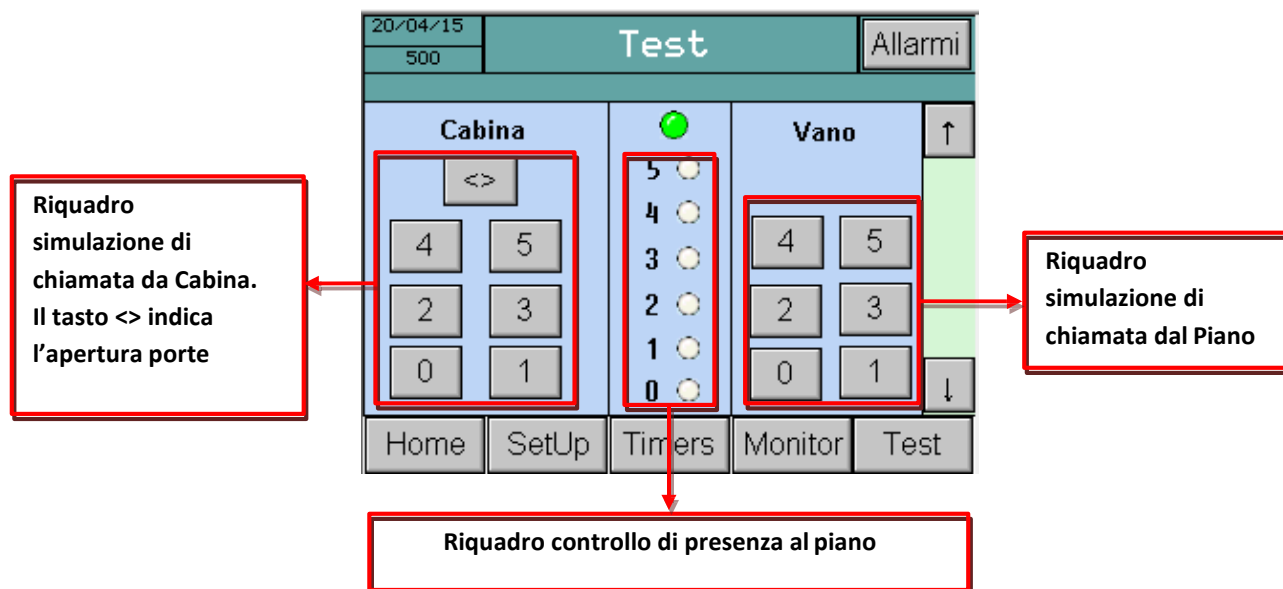 20/04/15
500
Test
Allarmi
Cabina
Vano
↑
<>
4 5
2 3
0 1
5
4
3
2
1
0
4 5
2 3
0 1
↓
Home SetUp Timers Monitor Test
Riquadro
simulazione di
chiamata da Cabina.
Il tasto <> indica
l’apertura porte
Riquadro
simulazione di
chiamata dal Piano
Riquadro controllo di presenza al piano